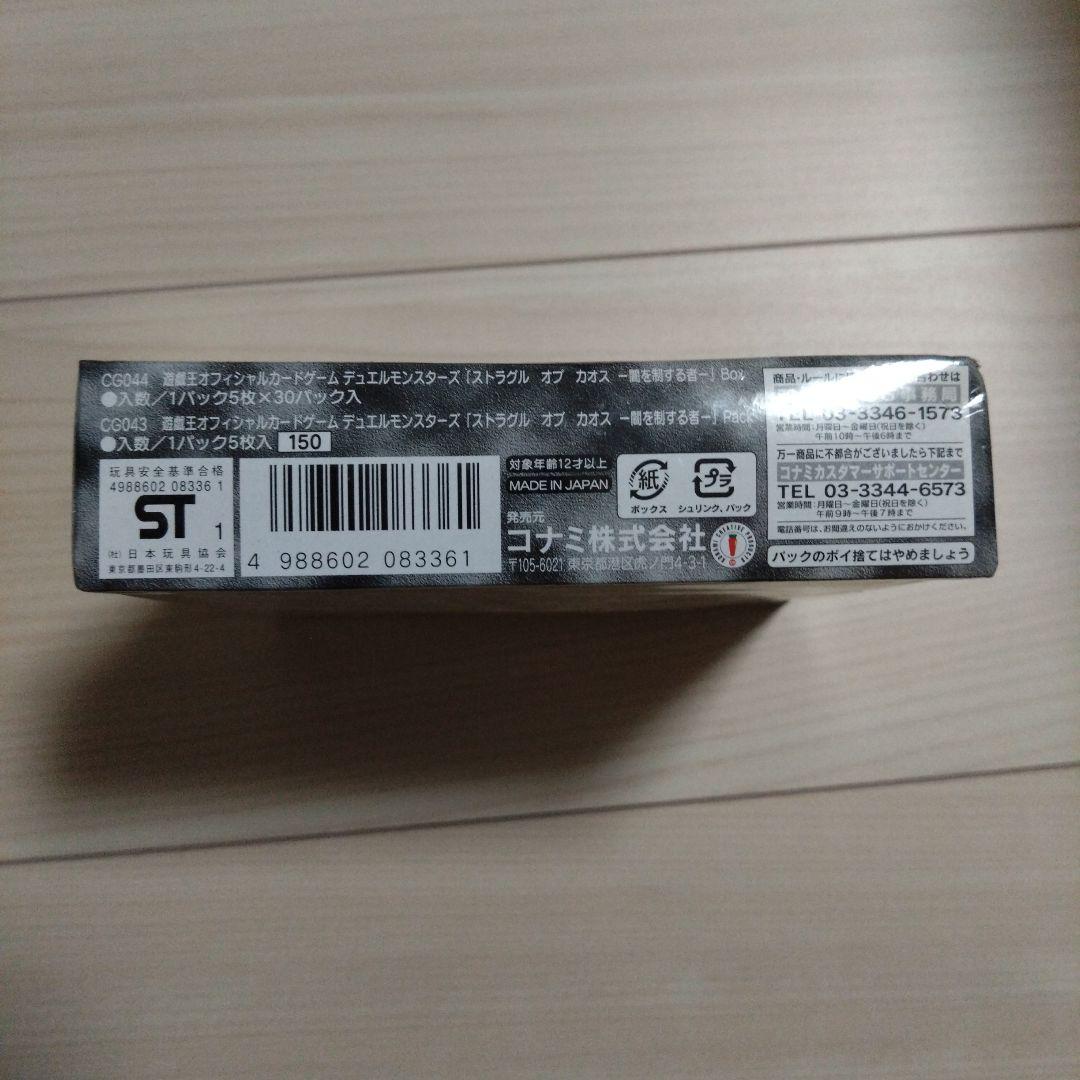 CG044 遊戯王オフィシャルカードゲーム デュエルモンスターズ「ストラグル オブ カオス −闇を制する者−」Box
●入数/1パック5枚×30パック入
CG043 遊戯王オフィシャルカードゲーム デュエルモンスターズ「ストラグル オブ カオス −闇を制する者−」Pack
●入数/1パック5枚入 150
玩具安全基準合格
4988602 08336 1
ST 1
(社)日本玩具協会
東京都墨田区東駒形4-22-4
4 988602 083361
対象年齢12才以上
MADE IN JAPAN
紙
ボックス
プラ
シュリンク、パック
発売元
コナミ株式会社
〒105-6021 東京都港区虎ノ門4-3-1
商品・ルールに 合わせは
事務局
TEL 03-3346-1573
営業時間:月曜日〜金曜日(祝日を除く)
午前10時〜午後6時まで
万一商品に不都合がございましたら下記まで
コナミカスタマーサポートセンター
TEL 03-3344-6573
営業時間:月曜日〜金曜日(祝日を除く)
午前9時〜午後7時まで
電話番号は、お間違えのないようにおかけください。
パックのポイ捨てはやめましょう